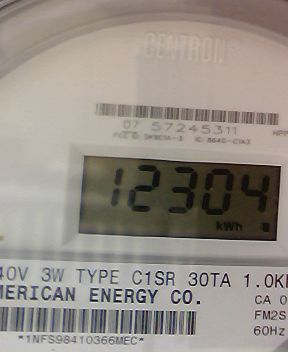 CENTRON®
07 57245311
12304
kWh
40V 3W TYPE C1SR 30TA 1.0K
MERICAN ENERGY CO.
CA 0
FM2S
60Hz
*1NFS98410366MEC*